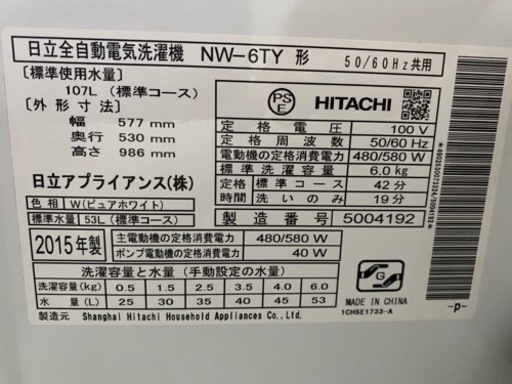 日立全自動電気洗濯機 NW-6TY 形 50/60Hz共用
[標準使用水量]
107L (標準コース)
[外形寸法]
幅 577 mm
奥行 530 mm
高さ 986 mm
日立アプライアンス(株)
色相 W(ピュアホワイト)
標準水量 53L(標準コース)
2015年製
PS
E
HITACHI
定格電圧 100 V
定格周波数 50/60 Hz
電動機の定格消費電力 480/580 W
標準洗濯容量 6.0kg
定格時間 標準コース 42分
洗いのみ 19分
製造番号 5004192
主電動機の定格消費電力 480/580 W
ポンプ電動機の定格消費電力 40 W
洗濯容量と水量 (手動設定の水量)
洗濯容量(kg) 0.5 1.5 2.5 3.5 4.0 6.0
水量(L) 25 30 35 40 45 53
製造元 Shanghai Hitachi Household Appliances Co.,Ltd.
G
MADE IN CHINA
1CHSE1733-A
-p-